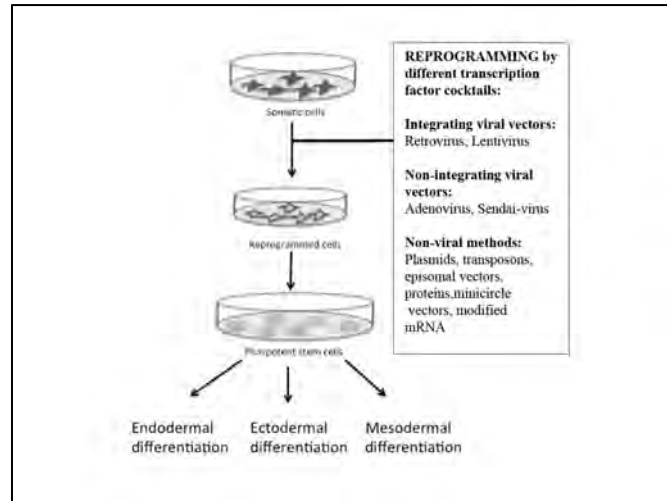 Somatic cells
REPROGRAMMING by
different transcription
factor cocktails:
Integrating viral vectors:
Retrovirus, Lentivirus
Non-integrating viral
vectors:
Adenovirus, Sendai-virus
Non-viral methods:
Plasmids, transposons,
episomal vectors,
proteins,minicircle
vectors, modified
mRNA
Reprogrammed cells
Pluripotent stem cells
Endodermal
differentiation
Ectodermal
differentiation
Mesodermal
differentiation